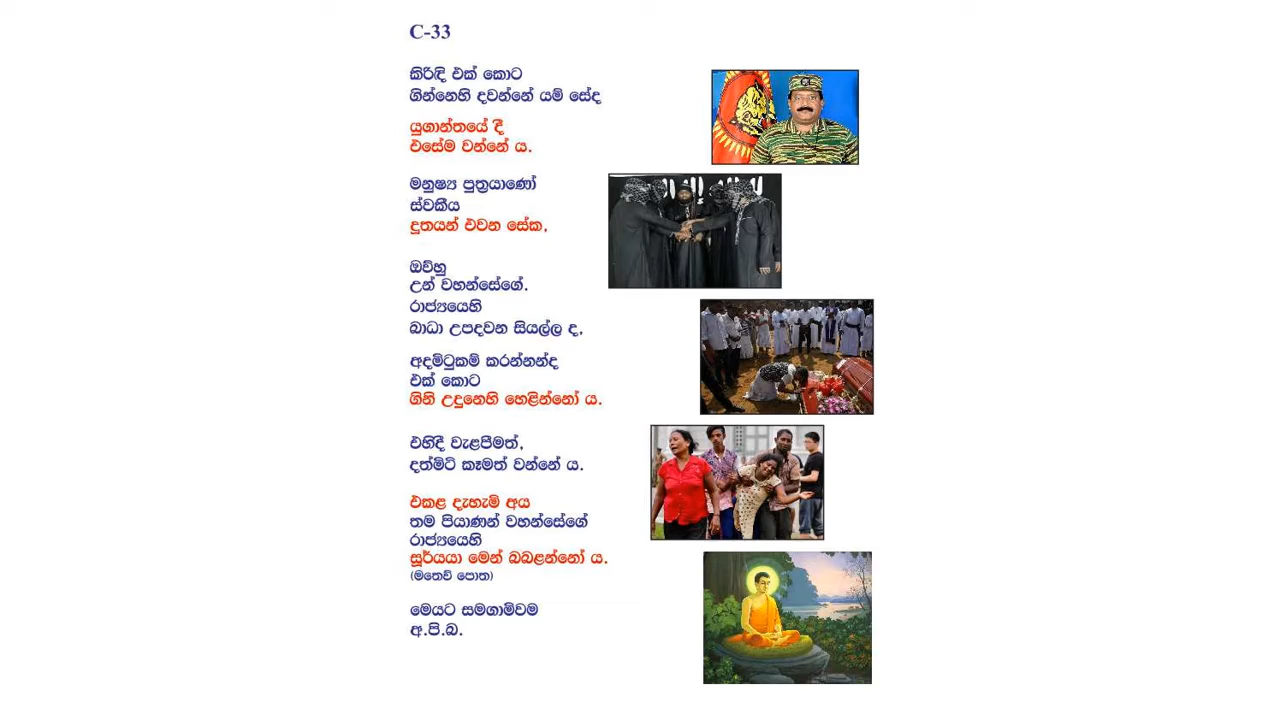 C-33
කිරිඳි එක් කොට
ගින්නෙහි දවන්නේ යම් සේද
යුගාන්තයේ දී
එසේම වන්නේ ය.
මනුෂ්‍ය පුත්‍රයාණෝ
ස්වකීය
දූතයන් එවන සේක,
ඔව්හු
උන් වහන්සේගේ.
රාජ්‍යයෙහි
බාධා උපදවන සියල්ල ද,
අදමිටුකම් කරන්නන්ද
එක් කොට
ගිනි උදුනෙහි හෙළින්නෝ ය.
එහිදී වැළපීමත්,
දත්මිටි කෑමත් වන්නේ ය.
එකළ දැහැමි අය
තම පියාණන් වහන්සේගේ
රාජ්‍යයෙහි
සූර්යයා මෙන් බබළන්නෝ ය.
(මතෙව් පොත)
මෙයට සමගාමීවම
අ.පි.බ.